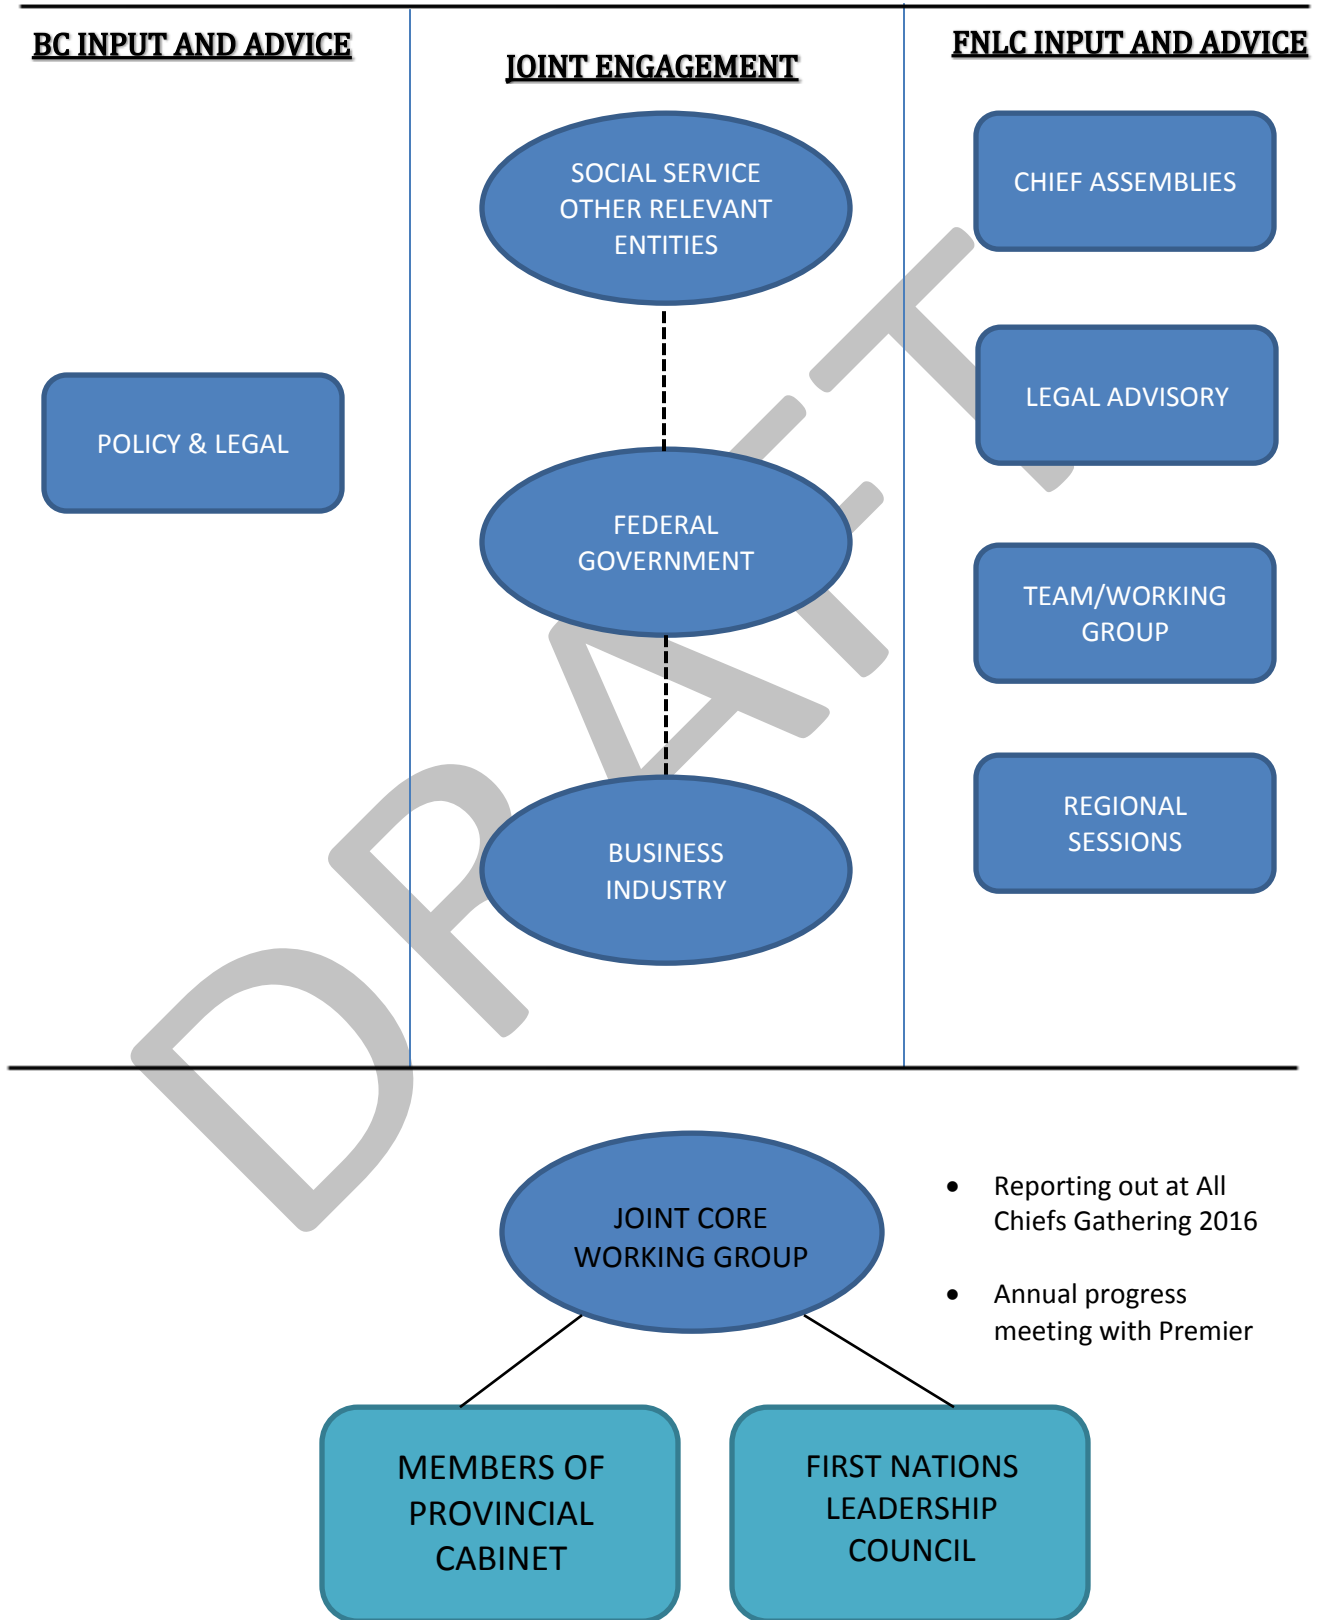 BC INPUT AND ADVICE
POLICY & LEGAL
JOINT ENGAGEMENT
SOCIAL SERVICE
OTHER RELEVANT
ENTITIES
FEDERAL
GOVERNMENT
BUSINESS
INDUSTRY
FNLC INPUT AND ADVICE
CHIEF ASSEMBLIES
LEGAL ADVISORY
TEAM/WORKING
GROUP
REGIONAL
SESSIONS
DRAFT
JOINT CORE
WORKING GROUP
• Reporting out at All
Chiefs Gathering 2016
• Annual progress
meeting with Premier
MEMBERS OF
PROVINCIAL
CABINET
FIRST NATIONS
LEADERSHIP
COUNCIL